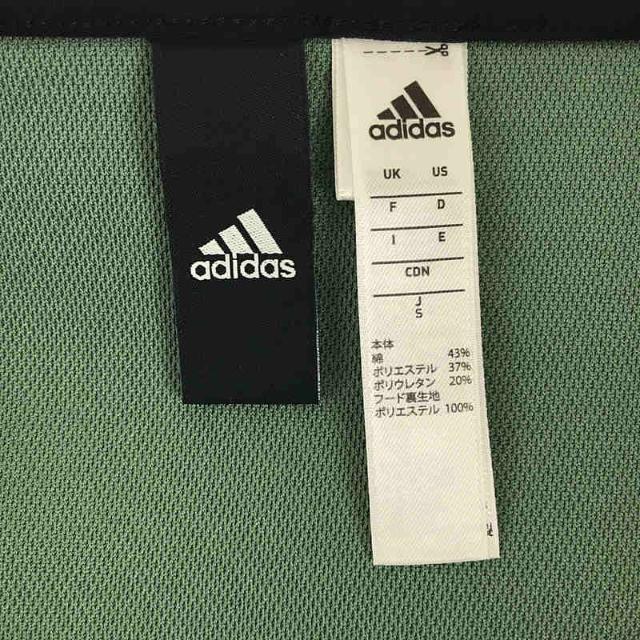 adidas
adidas
UK US
F D
I E
CDN
J
S
本体
綿 43%
ポリエステル 37%
ポリウレタン 20%
フード裏生地
ポリエステル 100%